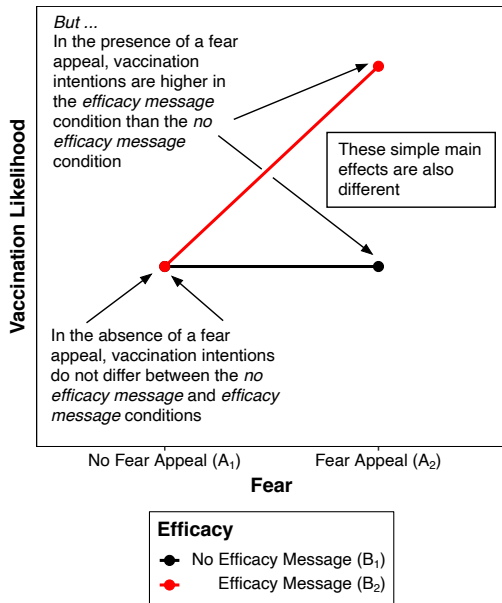 But ...
In the presence of a fear
appeal, vaccination
intentions are higher in
the efficacy message
condition than the no
efficacy message
condition
These simple main
effects are also
different
In the absence of a fear
appeal, vaccination intentions
do not differ between the no
efficacy message and efficacy
message conditions
Vaccination Likelihood
No Fear Appeal (A₁)
Fear Appeal (A₂)
Fear
Efficacy
No Efficacy Message (B₁)
Efficacy Message (B₂)